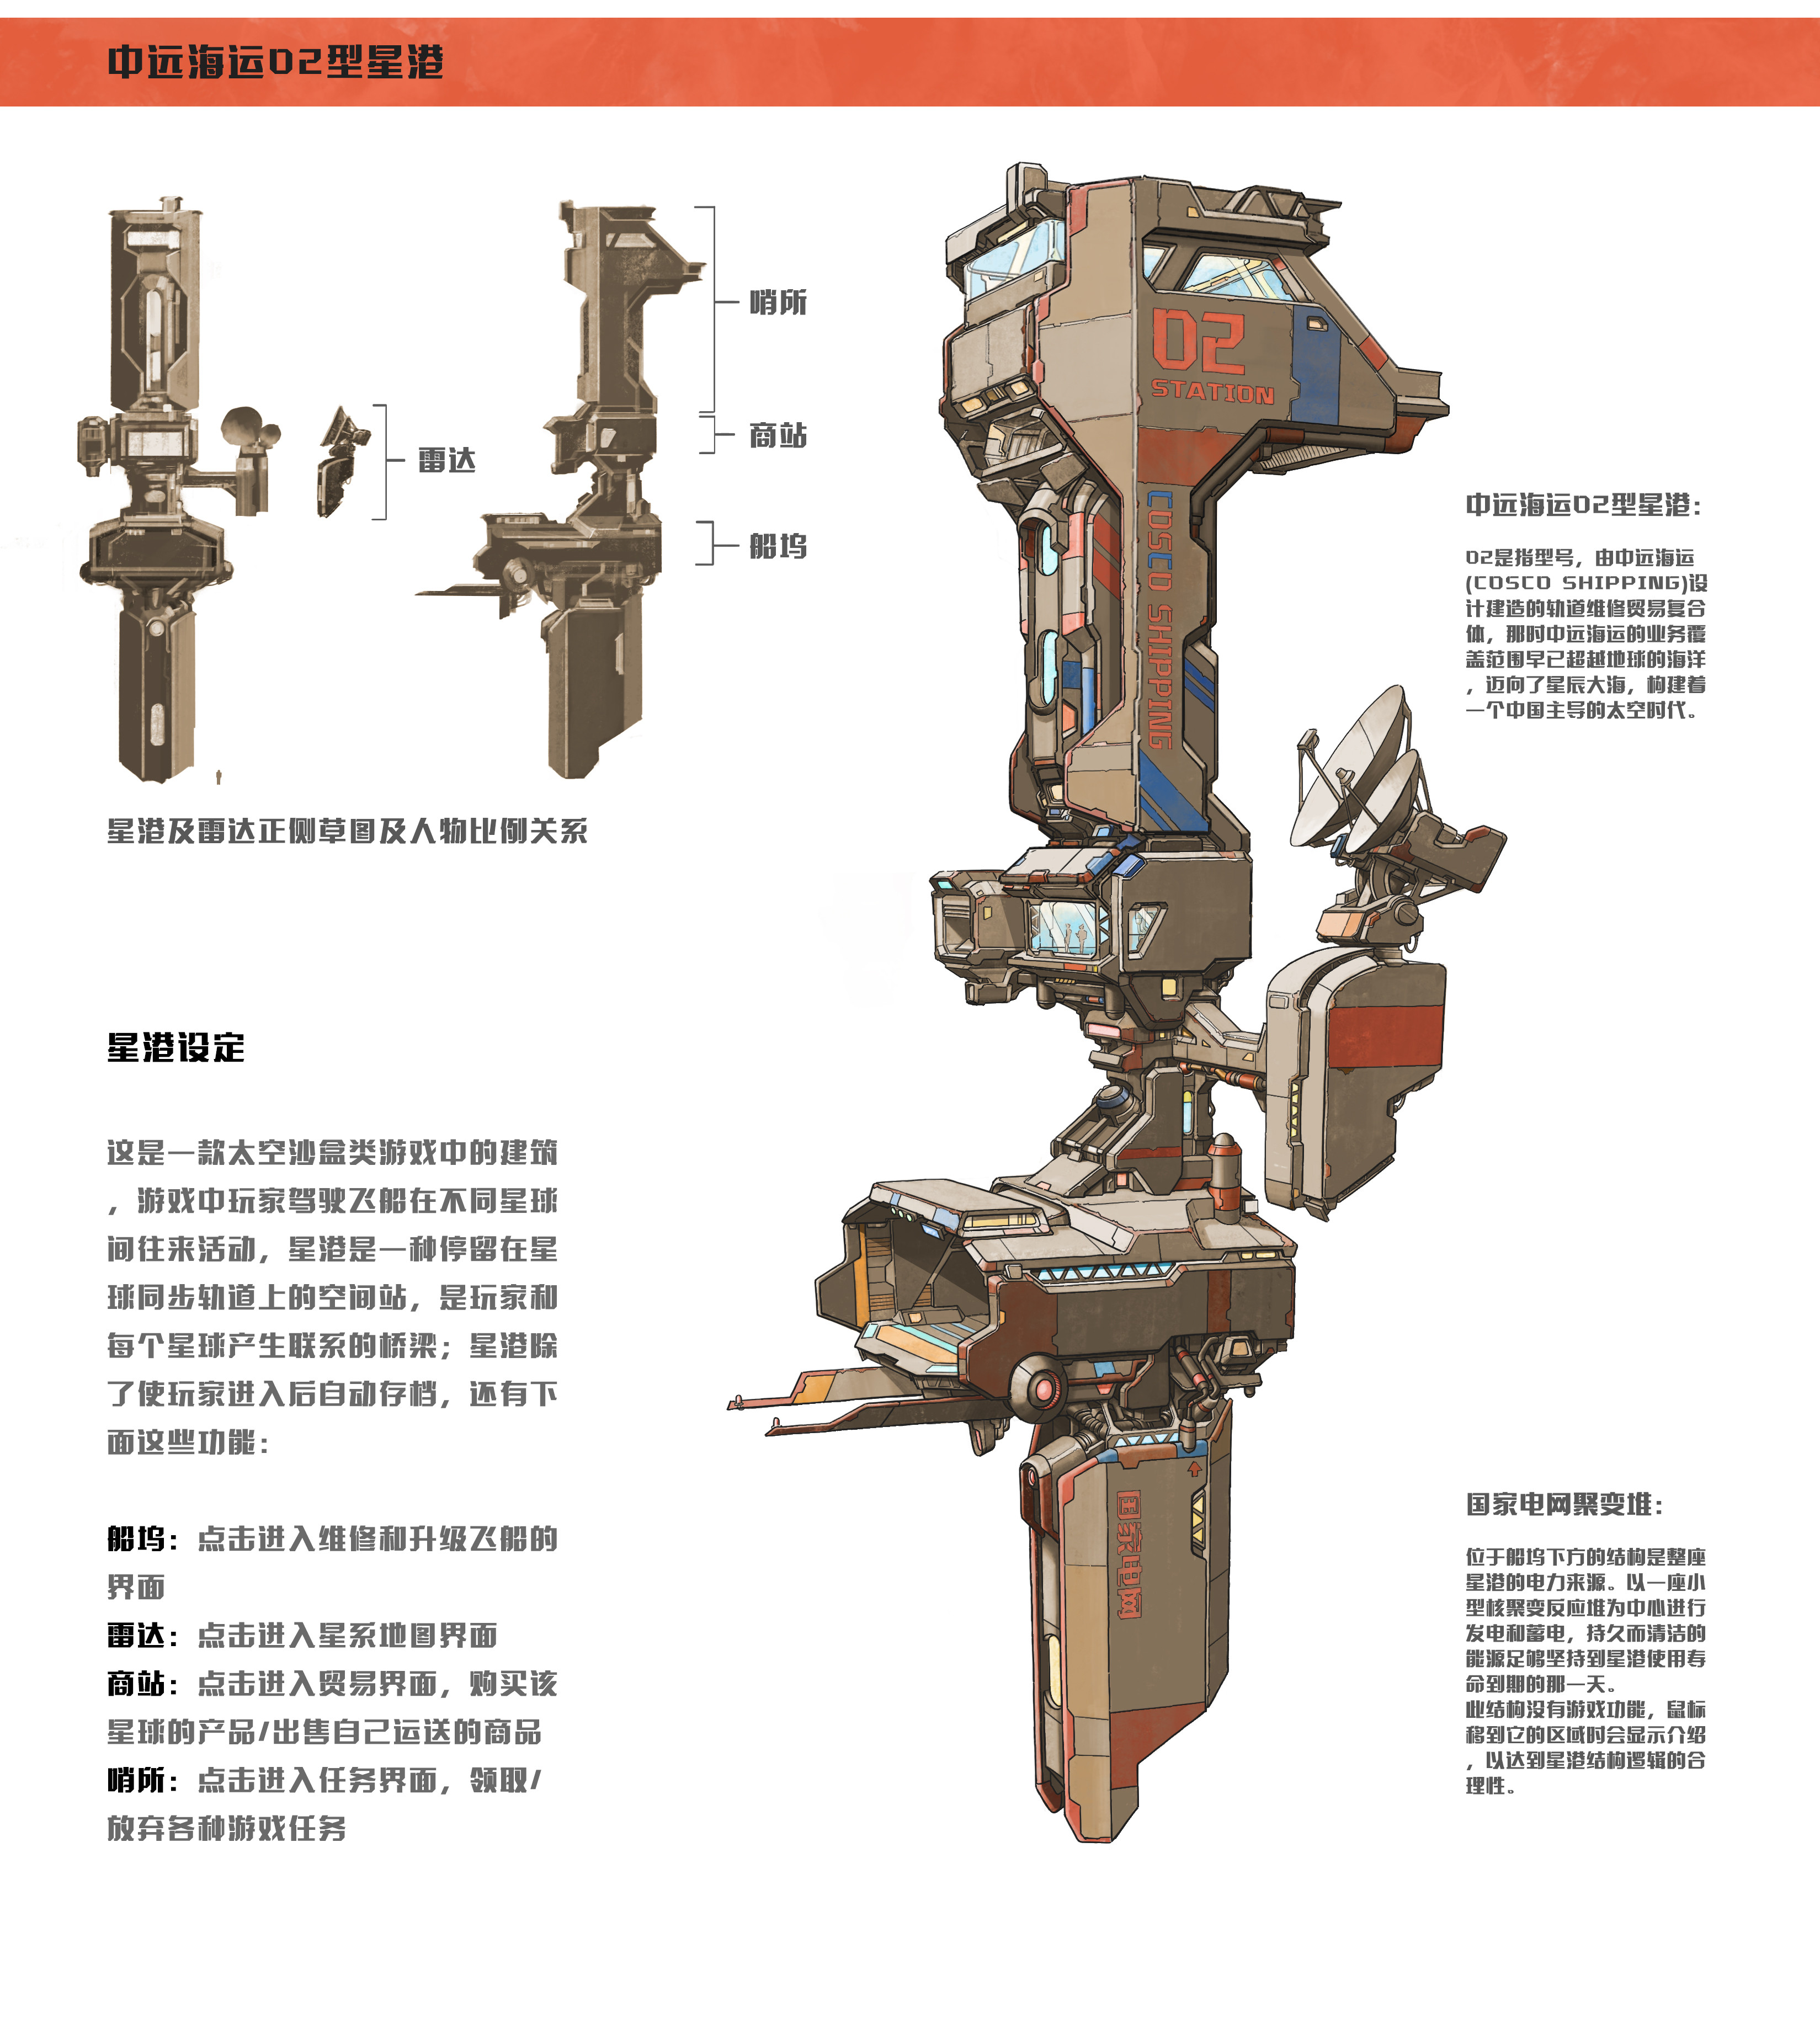 中远海运02型星港
哨所
商站
雷达
船坞
星港及雷达正侧草图及人物比例关系
02
STATION
COSCO SHIPPING
国家电网
中远海运02型星港：
02是指型号，由中远海运
(COSCO SHIPPING)设
计建造的轨道维修贸易复合
体，那时中远海运的业务覆
盖范围早已超越地球的海洋
，迈向了星辰大海，构建着
一个中国主导的太空时代。
星港设定
这是一款太空沙盒类游戏中的建筑
，游戏中玩家驾驶飞船在不同星球
间往来活动，星港是一种停留在星
球同步轨道上的空间站，是玩家和
每个星球产生联系的桥梁；星港除
了使玩家进入后自动存档，还有下
面这些功能：
船坞：点击进入维修和升级飞船的
界面
雷达：点击进入星系地图界面
商站：点击进入贸易界面，购买该
星球的产品/出售自己运送的商品
哨所：点击进入任务界面，领取/
放弃各种游戏任务
国家电网聚变堆：
位于船坞下方的结构是整座
星港的电力来源。以一座小
型核聚变反应堆为中心进行
发电和蓄电，持久而清洁的
能源足够坚持到星港使用寿
命到期的那一天。
此结构没有游戏功能，鼠标
移到它的区域时会显示介绍
，以达到星港结构逻辑的合
理性。